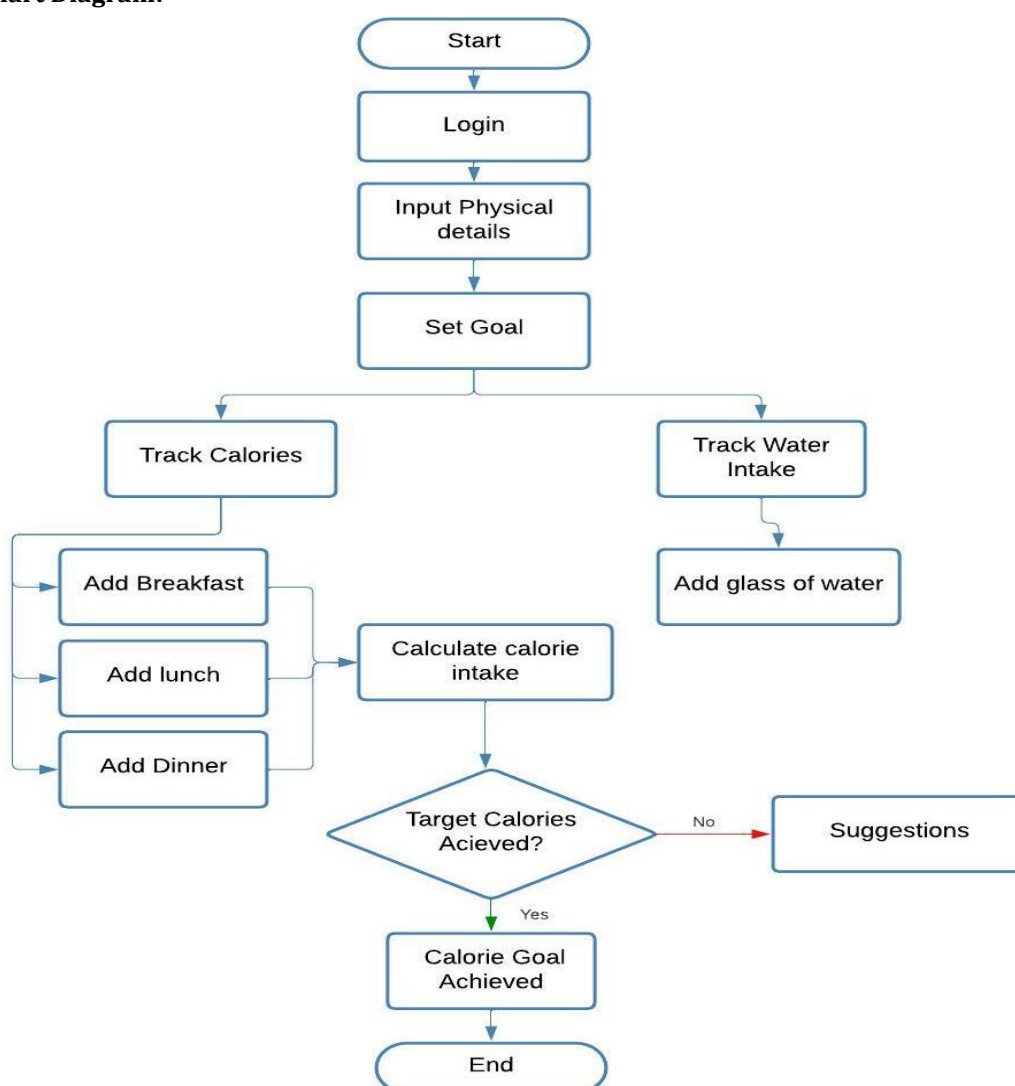 Start
Login
Input Physical
details
Set Goal
Track Calories
Track Water
Intake
Add Breakfast
Add glass of water
Add lunch
Calculate calorie
intake
Add Dinner
Target Calories
Acieved?
No
Suggestions
Yes
Calorie Goal
Achieved
End